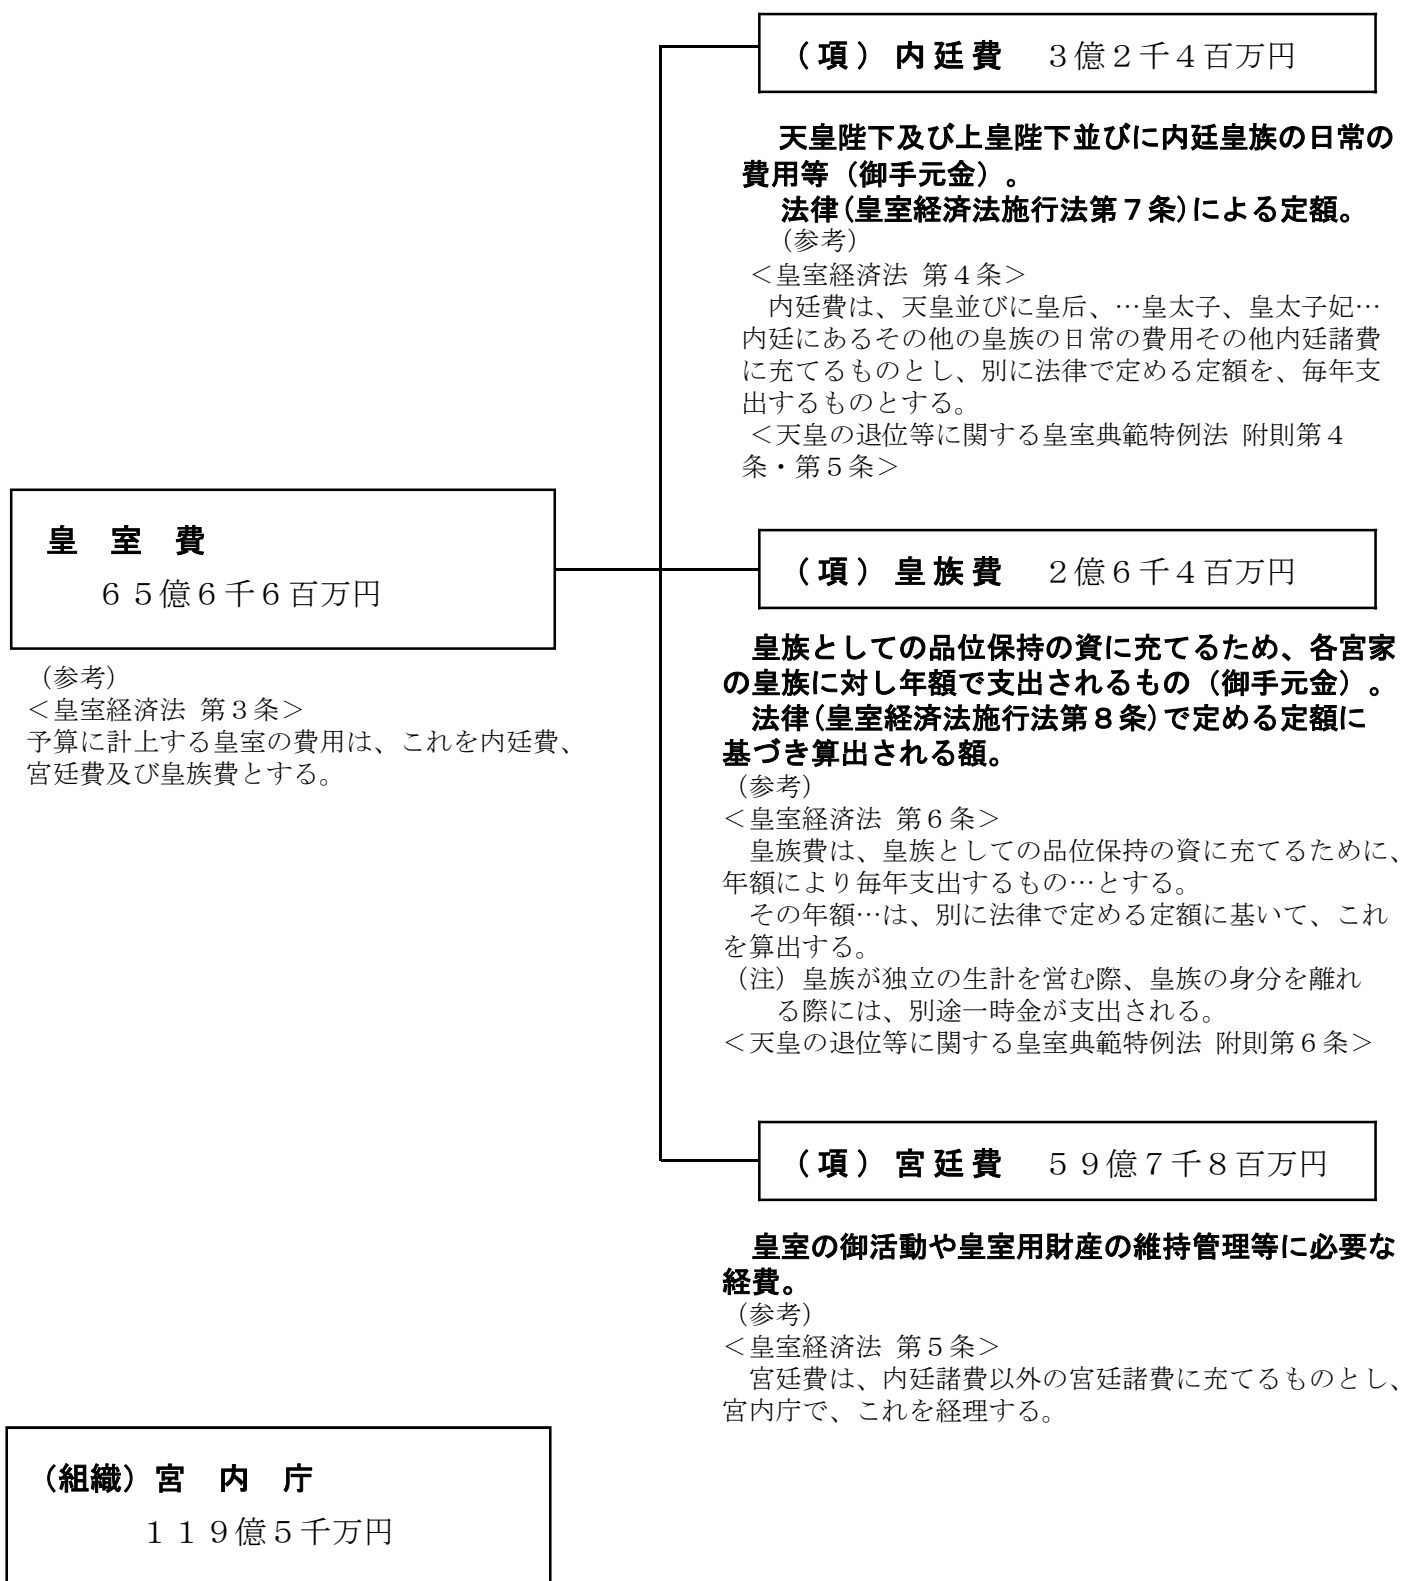 （項）内廷費　３億２千４百万円
天皇陛下及び上皇陛下並びに内廷皇族の日常の
費用等（御手元金）。
法律(皇室経済法施行法第７条)による定額。
（参考）
＜皇室経済法 第４条＞
内廷費は、天皇並びに皇后、…皇太子、皇太子妃…
内廷にあるその他の皇族の日常の費用その他内廷諸費
に充てるものとし、別に法律で定める定額を、毎年支
出するものとする。
＜天皇の退位等に関する皇室典範特例法 附則第４
条・第５条＞
皇　室　費
６５億６千６百万円
（参考）
＜皇室経済法 第３条＞
予算に計上する皇室の費用は、これを内廷費、
宮廷費及び皇族費とする。
（項）皇族費　２億６千４百万円
皇族としての品位保持の資に充てるため、各宮家
の皇族に対し年額で支出されるもの（御手元金）。
法律(皇室経済法施行法第８条)で定める定額に
基づき算出される額。
（参考）
＜皇室経済法 第６条＞
皇族費は、皇族としての品位保持の資に充てるために、
年額により毎年支出するもの…とする。
その年額…は、別に法律で定める定額に基いて、これ
を算出する。
（注）皇族が独立の生計を営む際、皇族の身分を離れ
る際には、別途一時金が支出される。
＜天皇の退位等に関する皇室典範特例法 附則第６条＞
（項）宮廷費　５９億７千８百万円
皇室の御活動や皇室用財産の維持管理等に必要な
経費。
（参考）
＜皇室経済法 第５条＞
宮廷費は、内廷諸費以外の宮廷諸費に充てるものとし、
宮内庁で、これを経理する。
（組織）宮　内　庁
１１９億５千万円